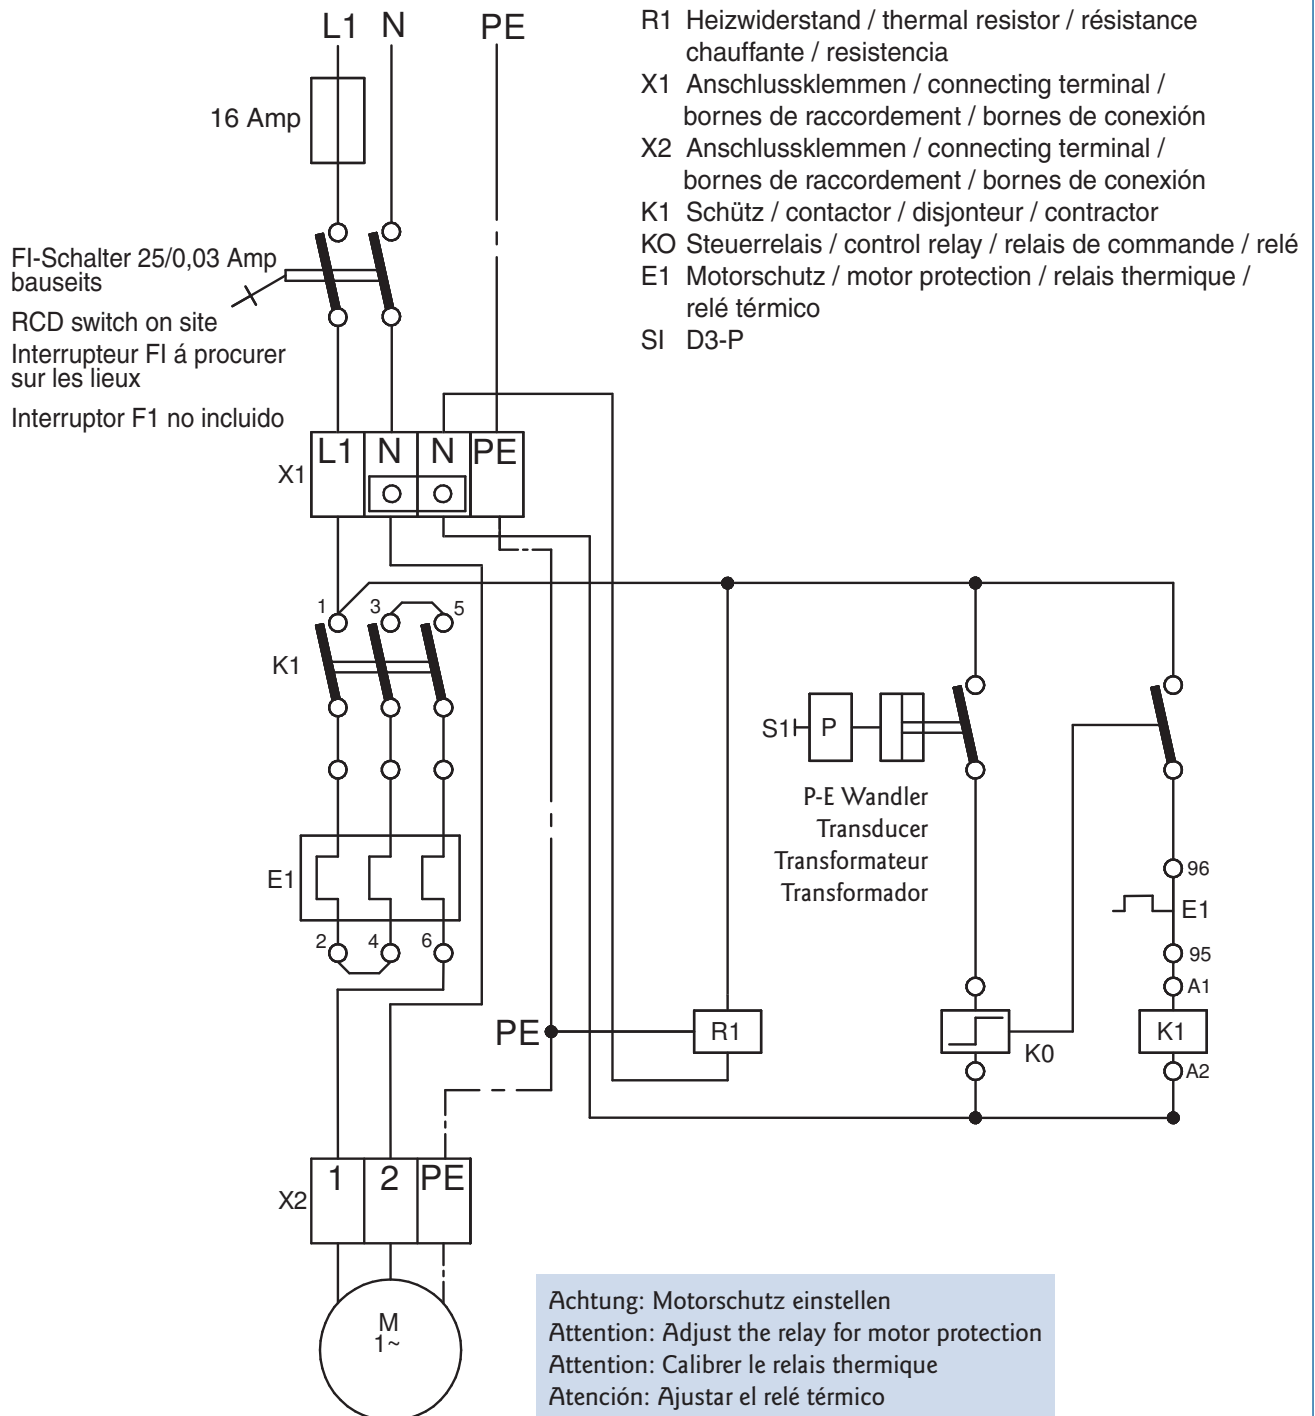 L1 N PE
16 Amp
FI-Schalter 25/0,03 Amp
bauseits
RCD switch on site
Interrupteur FI á procurer
sur les lieux
Interruptor F1 no incluido
R1 Heizwiderstand / thermal resistor / résistance
chauffante / resistencia
X1 Anschlussklemmen / connecting terminal /
bornes de raccordement / bornes de conexión
X2 Anschlussklemmen / connecting terminal /
bornes de raccordement / bornes de conexión
K1 Schütz / contactor / disjonteur / contractor
KO Steuerrelais / control relay / relais de commande / relé
E1 Motorschutz / motor protection / relais thermique /
relé térmico
SI D3-P
X1 L1 N N PE
1 3 5
K1
S1 P
P-E Wandler
Transducer
Transformateur
Transformador
E1
2 4 6
96
E1
95
A1
PE R1 K0 K1
A2
X2 1 2 PE
M
1~
Achtung: Motorschutz einstellen
Attention: Adjust the relay for motor protection
Attention: Calibrer le relais thermique
Atención: Ajustar el relé térmico